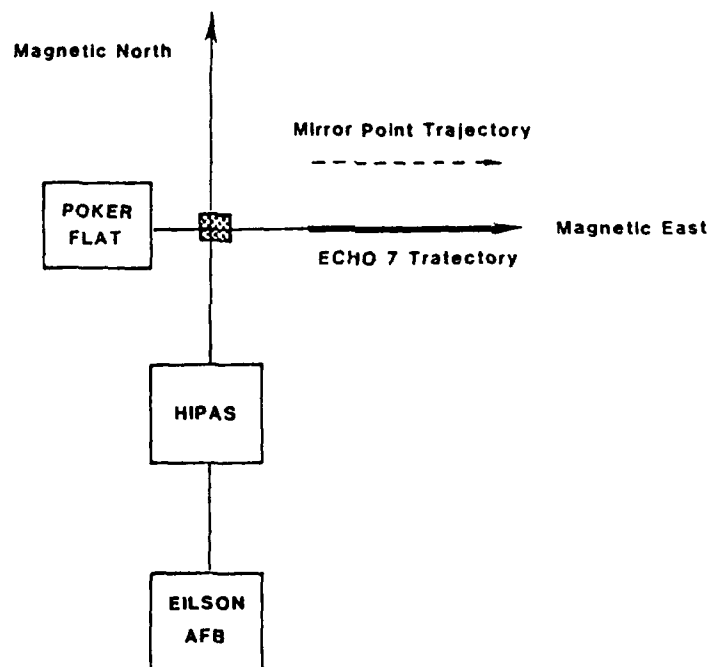 Magnetic North
Mirror Point Trajectory
POKER
FLAT
Magnetic East
ECHO 7 Tratectory
HIPAS
EILSON
AFB